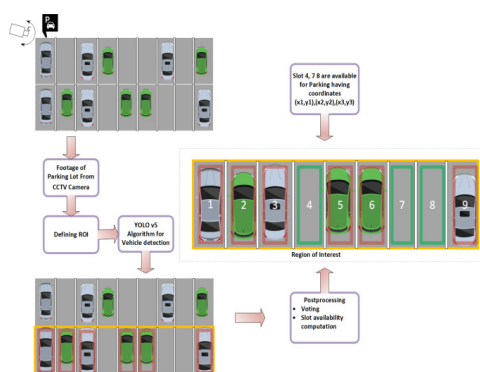 P
Slot 4, 7 8 are available
for Parking having
coordinates
(x1,y1),(x2,y2),(x3,y3)
Footage of
Parking Lot From
CCTV Camera
1 2 3 4 5 6 7 8 9
Region of Interest
Defining ROI
YOLO v5
Algorithm for
Vehicle detection
Postprocessing
• Voting
• Slot availability
computation